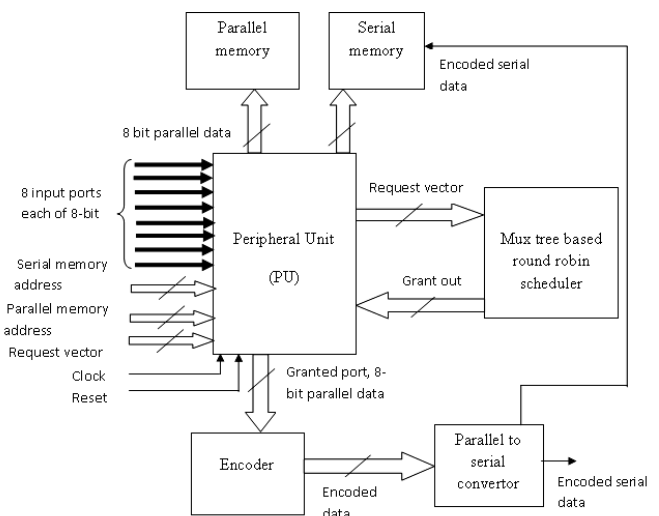 Parallel
memory
Serial
memory
Encoded serial
data
8 bit parallel data
8 input ports
each of 8-bit
Request vector
Peripheral Unit
(PU)
Mux tree based
round robin
scheduler
Grant out
Serial memory
address
Parallel memory
address
Request vector
Clock
Reset
Granted port, 8-
bit parallel data
Encoder
Encoded
data
Parallel to
serial
convertor
Encoded serial
data